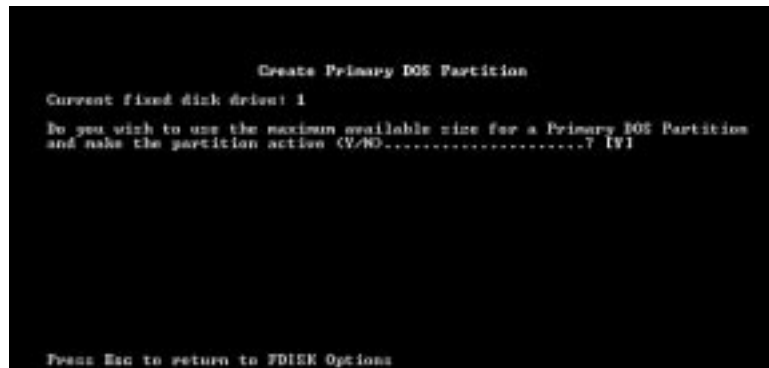 Create Primary DOS Partition
Current fixed disk drive: 1
Do you wish to use the maximum available size for a Primary DOS Partition
and make the partition active (Y/N).....................? [Y]
Press Esc to return to FDISK Options